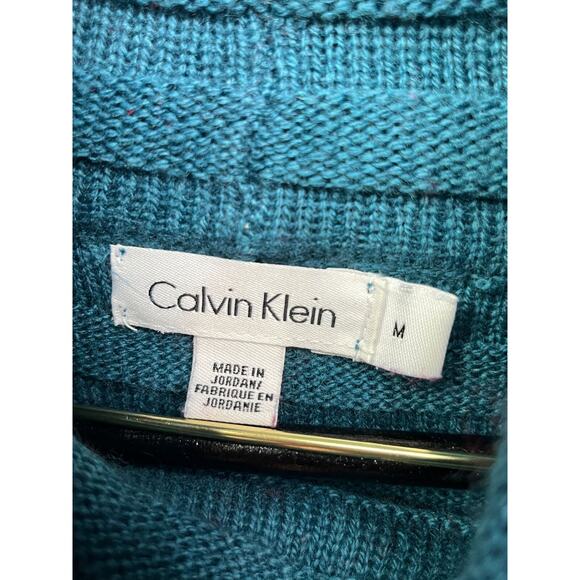 Calvin Klein
M
MADE IN
JORDAN/
FABRIQUE EN
JORDANIE